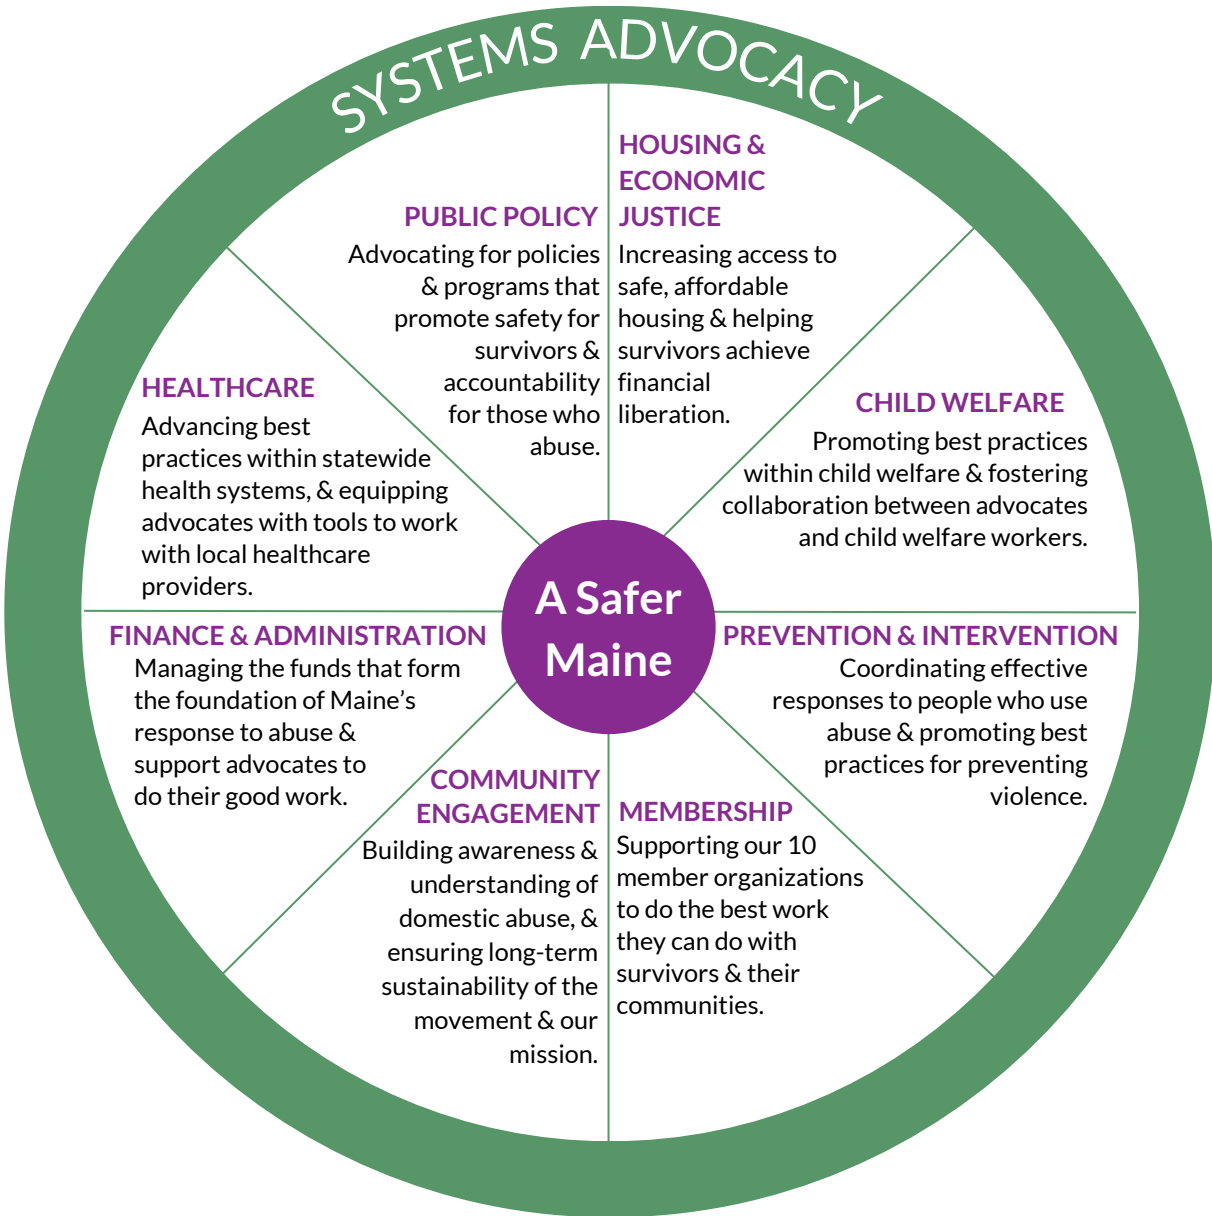 SYSTEMS ADVOCACY
HOUSING &
ECONOMIC
JUSTICE
Increasing access to
safe, affordable
housing & helping
survivors achieve
financial
liberation.
CHILD WELFARE
Promoting best practices
within child welfare & fostering
collaboration between advocates
and child welfare workers.
PREVENTION & INTERVENTION
Coordinating effective
responses to people who use
abuse & promoting best
practices for preventing
violence.
MEMBERSHIP
Supporting our 10
member organizations
to do the best work
they can do with
survivors & their
communities.
COMMUNITY
ENGAGEMENT
Building awareness &
understanding of
domestic abuse, &
ensuring long-term
sustainability of the
movement & our
mission.
FINANCE & ADMINISTRATION
Managing the funds that form
the foundation of Maine’s
response to abuse &
support advocates to
do their good work.
HEALTHCARE
Advancing best
practices within statewide
health systems, & equipping
advocates with tools to work
with local healthcare
providers.
PUBLIC POLICY
Advocating for policies
& programs that
promote safety for
survivors &
accountability
for those who
abuse.
A Safer
Maine